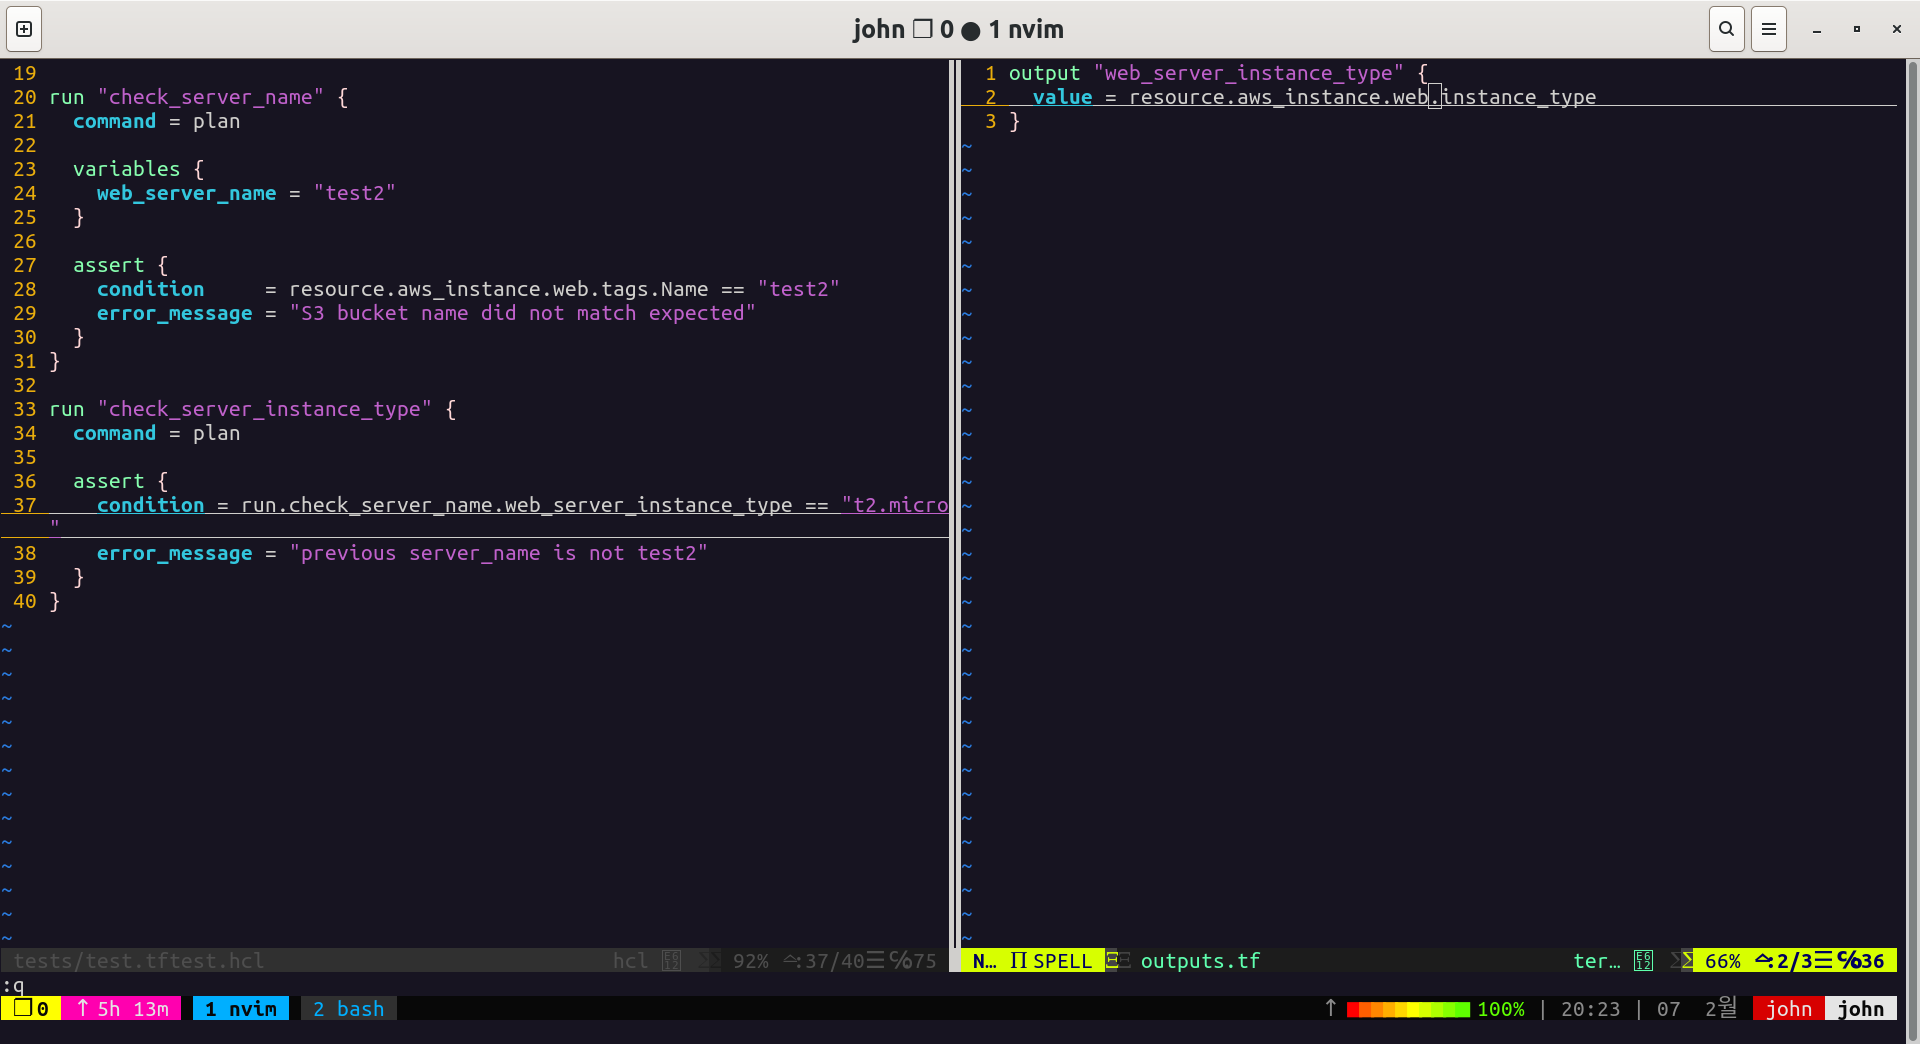 john ❐ 0 ● 1 nvim
19
20 run "check_server_name" {
21   command = plan
22
23   variables {
24     web_server_name = "test2"
25   }
26
27   assert {
28     condition     = resource.aws_instance.web.tags.Name == "test2"
29     error_message = "S3 bucket name did not match expected"
30   }
31 }
32
33 run "check_server_instance_type" {
34   command = plan
35
36   assert {
37     condition = run.check_server_name.web_server_instance_type == "t2.micro
"
38     error_message = "previous server_name is not test2"
39   }
40 }
tests/test.tftest.hcl hcl 92% 37/40☰ ℅75
1 output "web_server_instance_type" {
2   value = resource.aws_instance.web.instance_type
3 }
N… Π SPELL outputs.tf ter… 66% 2/3☰ ℅36
:q
❐ 0 ↑ 5h 13m 1 nvim 2 bash ↑ 100% | 20:23 | 07 2월 john john